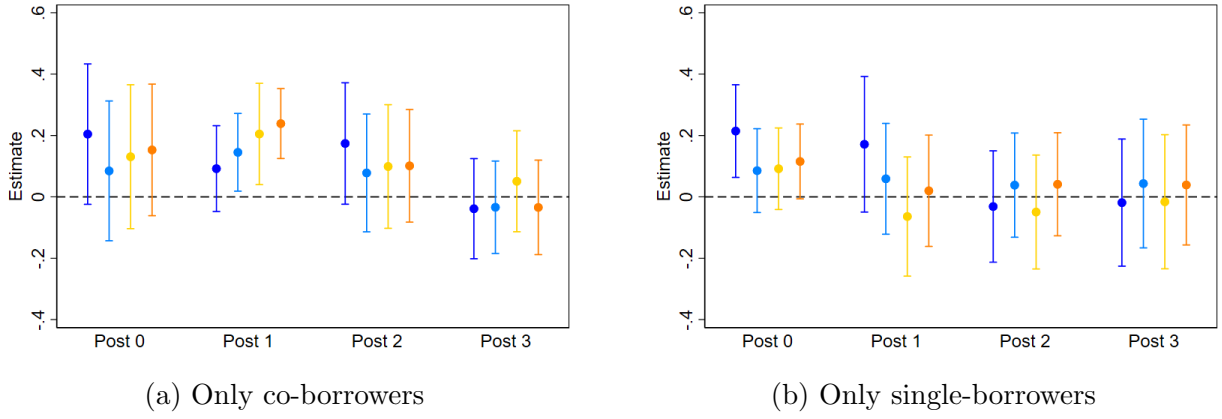 .6
.4
.2
0
-.2
-.4
Estimate
Post 0 Post 1 Post 2 Post 3
(a) Only co-borrowers
.6
.4
.2
0
-.2
-.4
Estimate
Post 0 Post 1 Post 2 Post 3
(b) Only single-borrowers